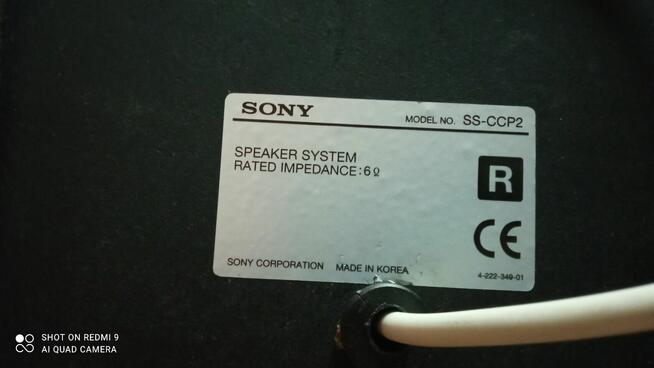 SONY
MODEL NO. SS-CCP2
SPEAKER SYSTEM
RATED IMPEDANCE:6Ω
R
CE
SONY CORPORATION MADE IN KOREA
4-222-349-01
SHOT ON REDMI 9
AI QUAD CAMERA